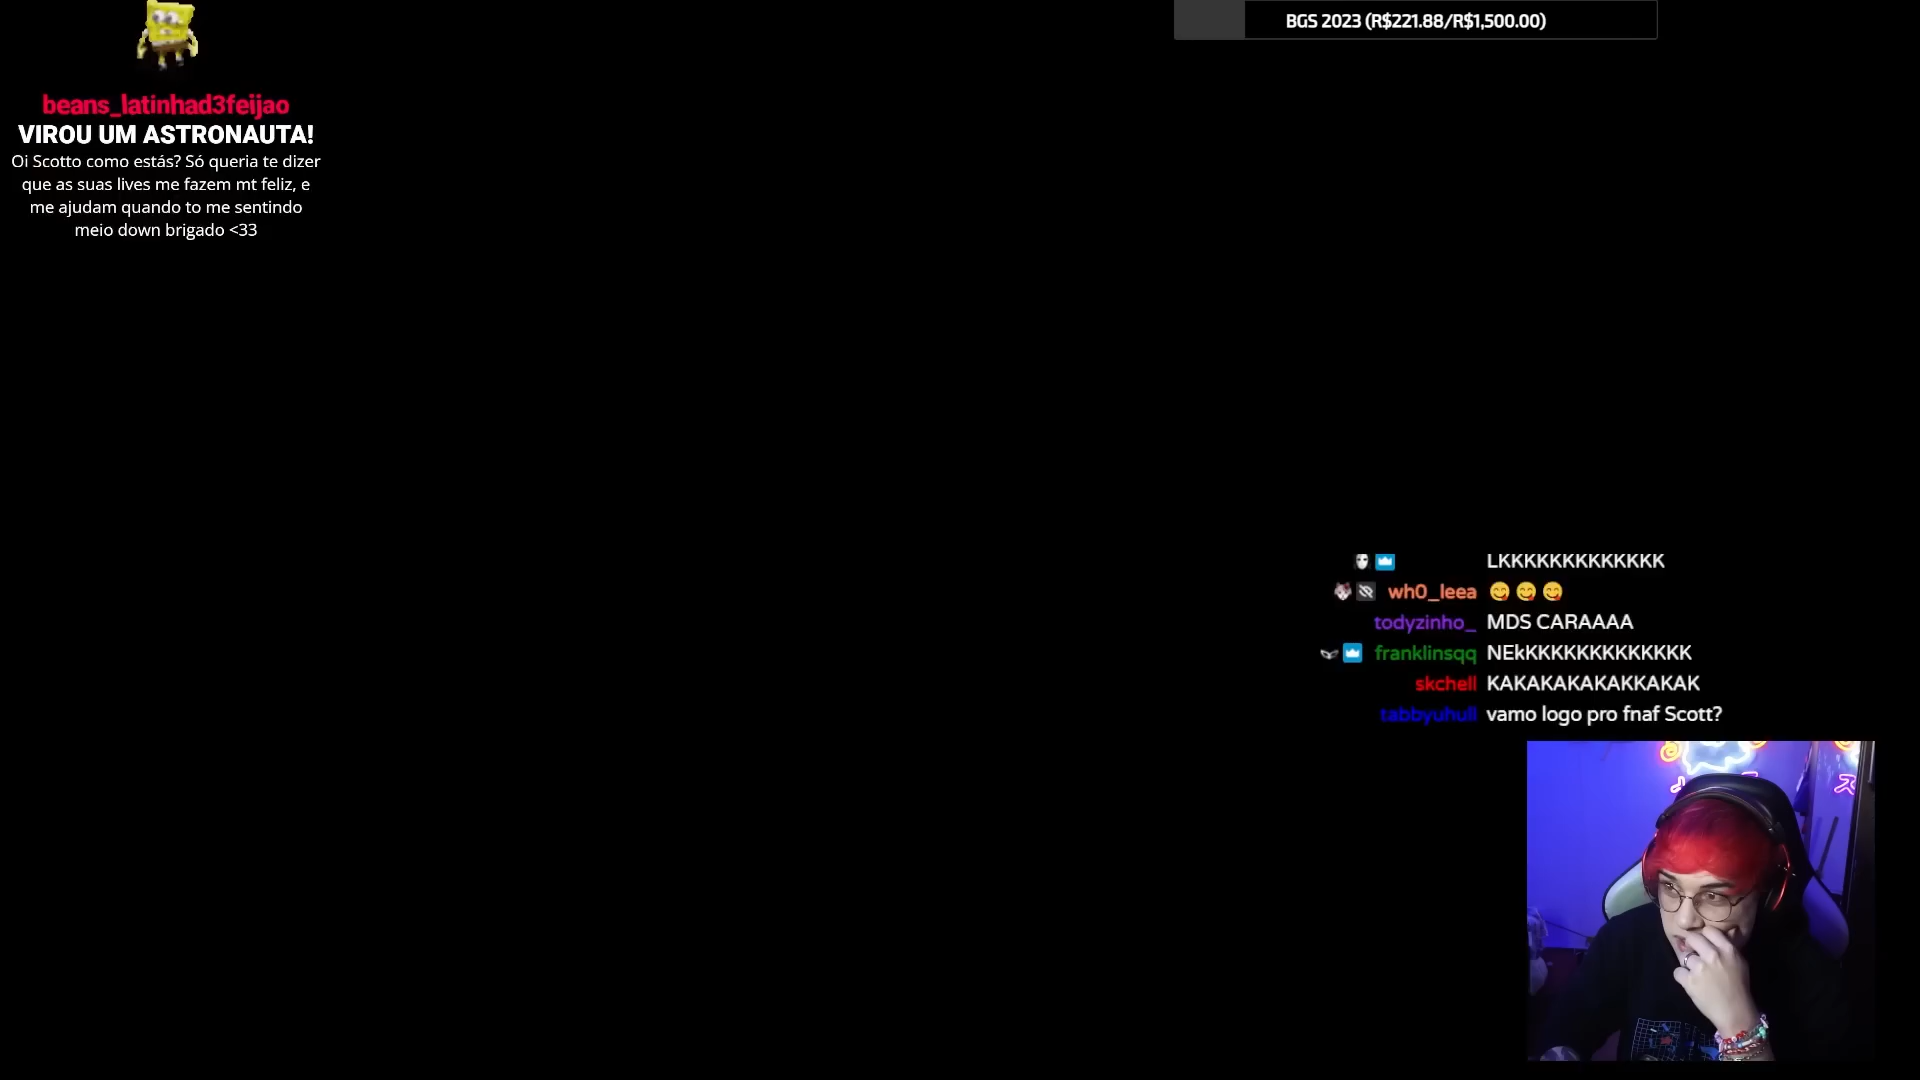 BGS 2023 (R$221.88/R$1,500.00)
beans_latinhad3feijao
VIROU UM ASTRONAUTA!
Oi Scotto como estás? Só queria te dizer
que as suas lives me fazem mt feliz, e
me ajudam quando to me sentindo
meio down brigado <33
LKKKKKKKKKKKKK
wh0_leea 😋 😋 😋
todyzinho_ MDS CARAAAA
franklinsqq NEkKKKKKKKKKKKKK
skchell KAKAKAKAKAKKAKAK
tabbyuhull vamo logo pro fnaf Scott?